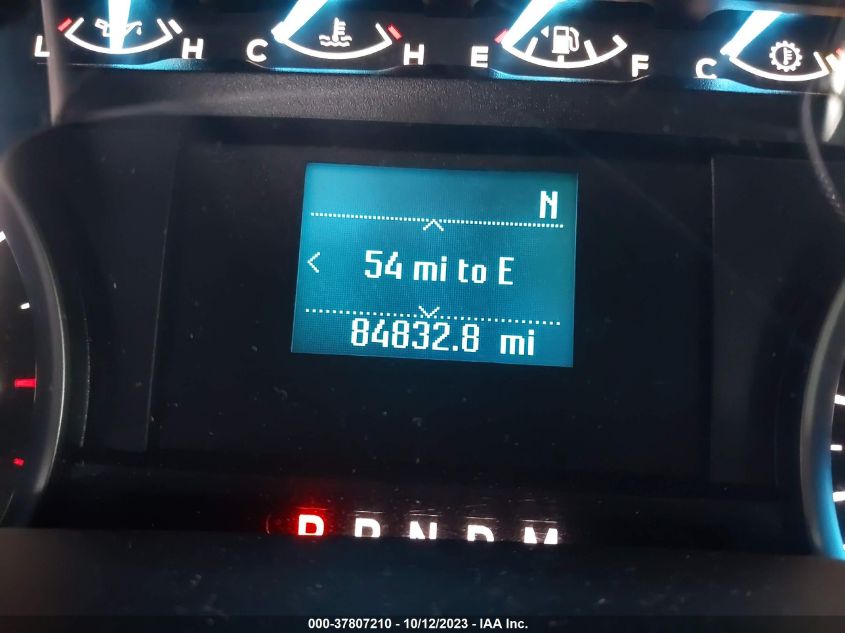 L H C H E F C
N
54 mi to E
84832.8 mi
P R N D M
000-37807210 - 10/12/2023 - IAA Inc.